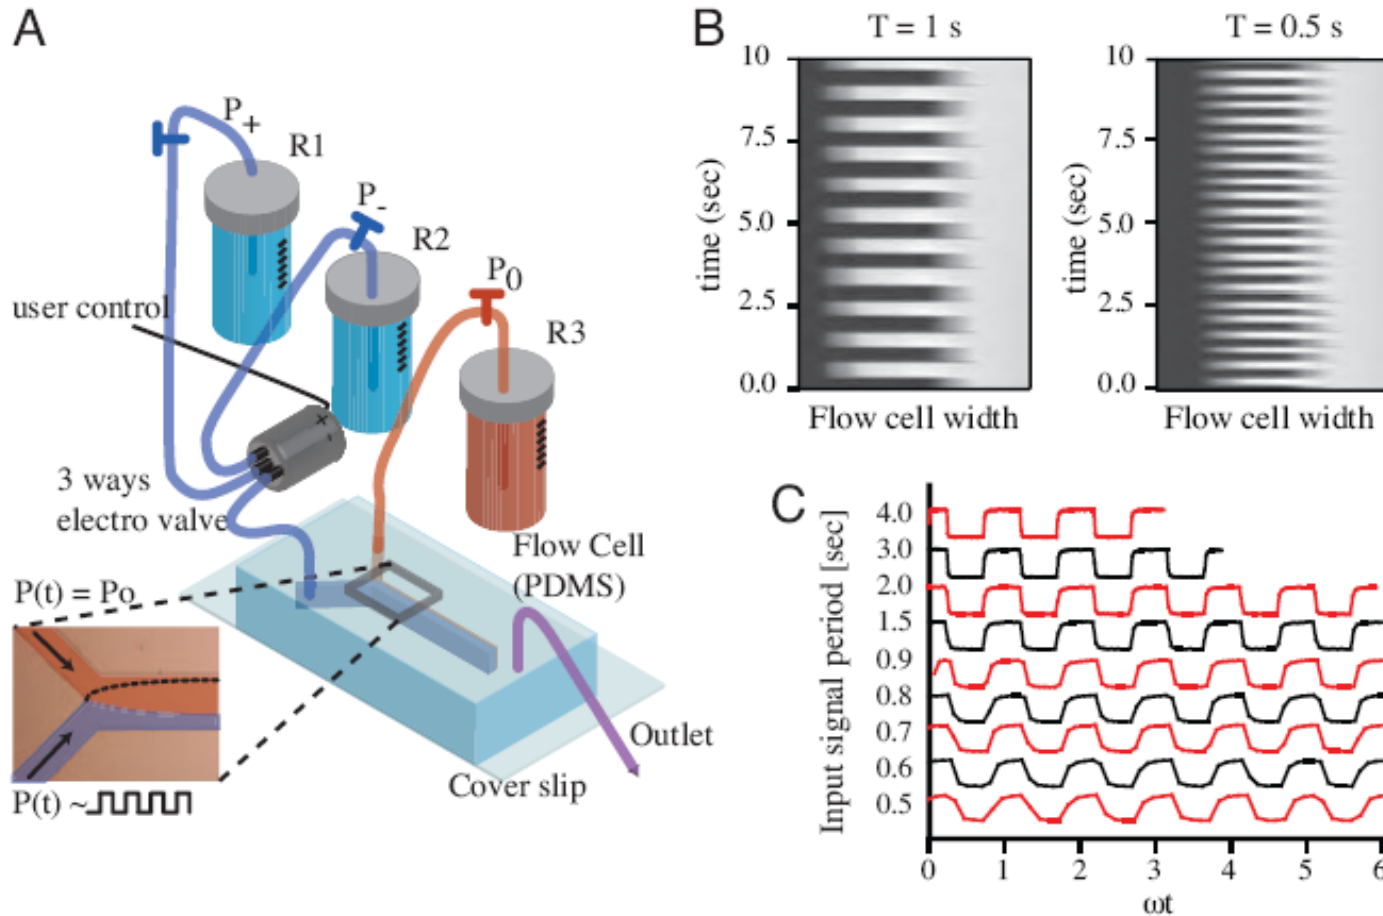 A
P+
R1
P-
R2
P0
R3
user control
+
-
3 ways
electro valve
Flow Cell
(PDMS)
P(t) = Po
P(t) ~
Outlet
Cover slip
B
T = 1 s
T = 0.5 s
time (sec)
10
7.5
5.0
2.5
0.0
Flow cell width
time (sec)
10
7.5
5.0
2.5
0.0
Flow cell width
C
Input signal period [sec]
4.0
3.0
2.0
1.5
0.9
0.8
0.7
0.6
0.5
0 1 2 3 4 5 6
ωt